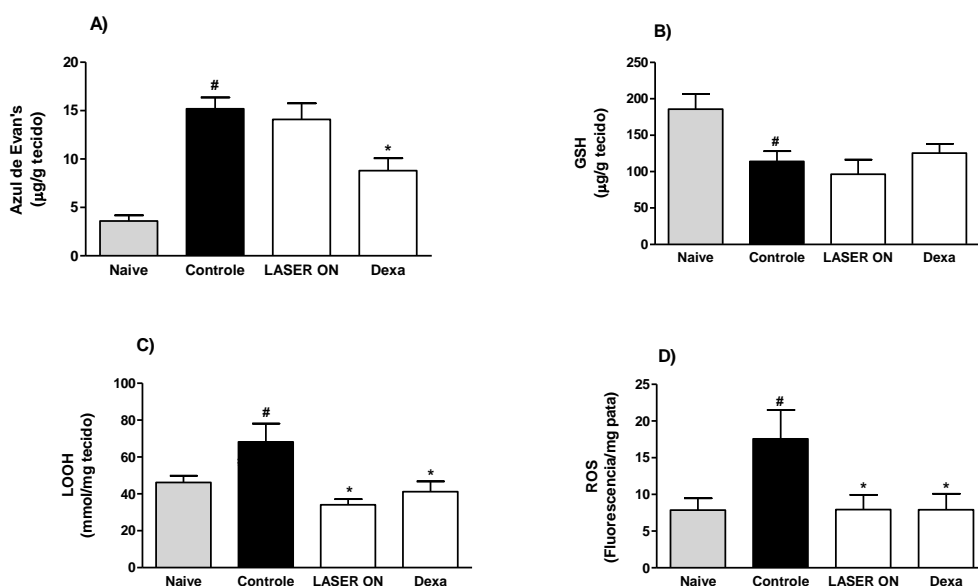 A)
Azul de Evan's
(µg/g tecido)
20
15
10
5
0
#
*
Naive Controle LASER ON Dexa
B)
GSH
(µg/g tecido)
250
200
150
100
50
0
#
Naive Controle LASER ON Dexa
C)
LOOH
(mmol/mg tecido)
100
80
60
40
20
0
#
*
*
Naive Controle LASER ON Dexa
D)
ROS
(Fluorescencia/mg pata)
25
20
15
10
5
0
#
*
*
Naive Controle LASER ON Dexa